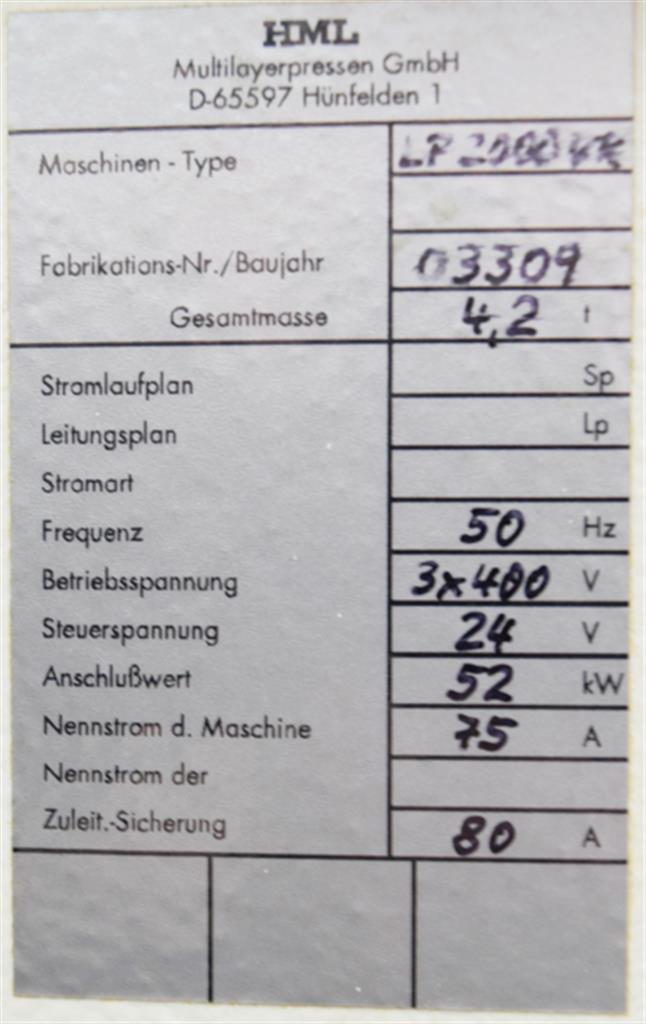 HML
Multilayerpressen GmbH
D-65597 Hünfelden 1
Maschinen - Type
Fabrikations-Nr./Baujahr 03309
Gesamtmasse 4,2 t
Stromlaufplan Sp
Leitungsplan Lp
Stromart
Frequenz 50 Hz
Betriebsspannung 3x400 V
Steuerspannung 24 V
Anschlußwert 52 kW
Nennstrom d. Maschine 75 A
Nennstrom der
Zuleit.-Sicherung 80 A